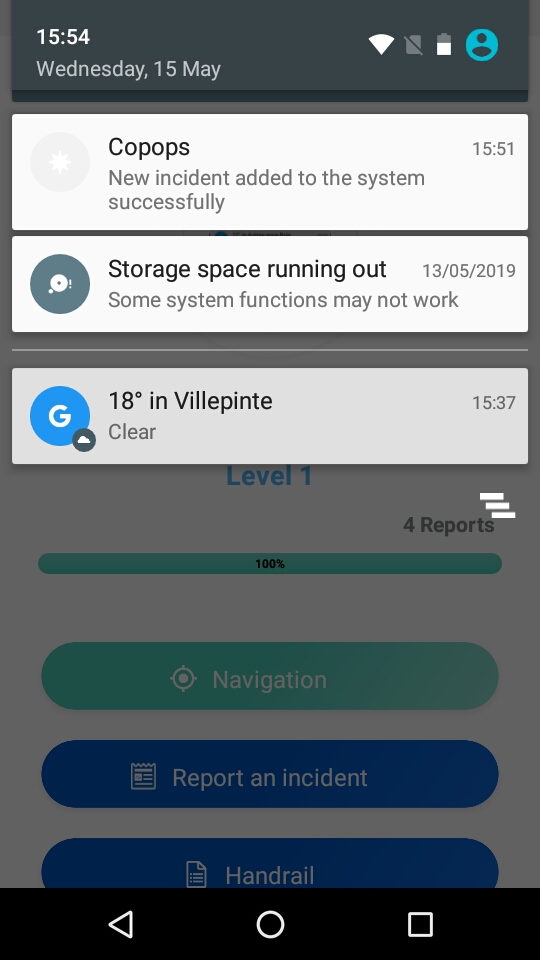 15:54
Wednesday, 15 May
Copops 15:51
New incident added to the system
successfully
Storage space running out 13/05/2019
Some system functions may not work
18° in Villepinte 15:37
Clear
Level 1
4 Reports
100%
Navigation
Report an incident
Handrail